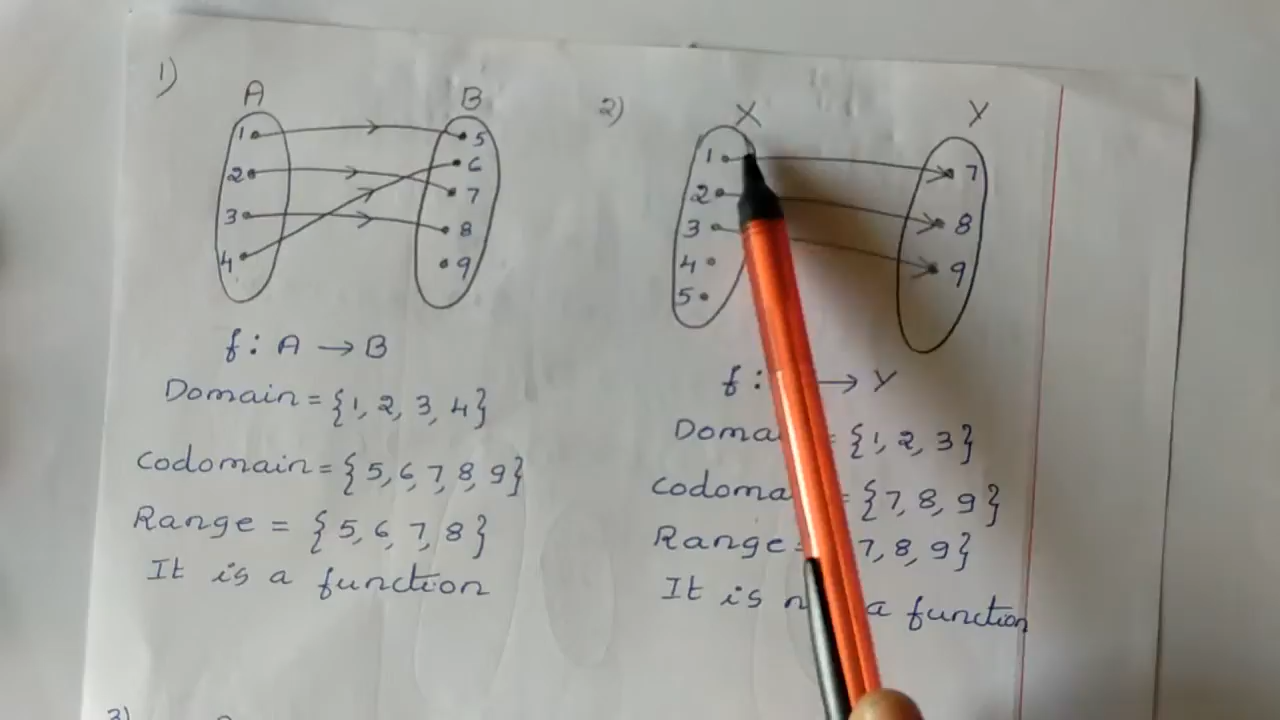 1)
A B
1 5
2 6
3 7
4 8
9
f : A → B
Domain = {1, 2, 3, 4}
Codomain = {5, 6, 7, 8, 9}
Range = {5, 6, 7, 8}
It is a function
2)
X Y
1 7
2 8
3 9
4
5
f : → Y
= {1, 2, 3}
= {7, 8, 9}
Range = 7, 8, 9}
It is a function
3)